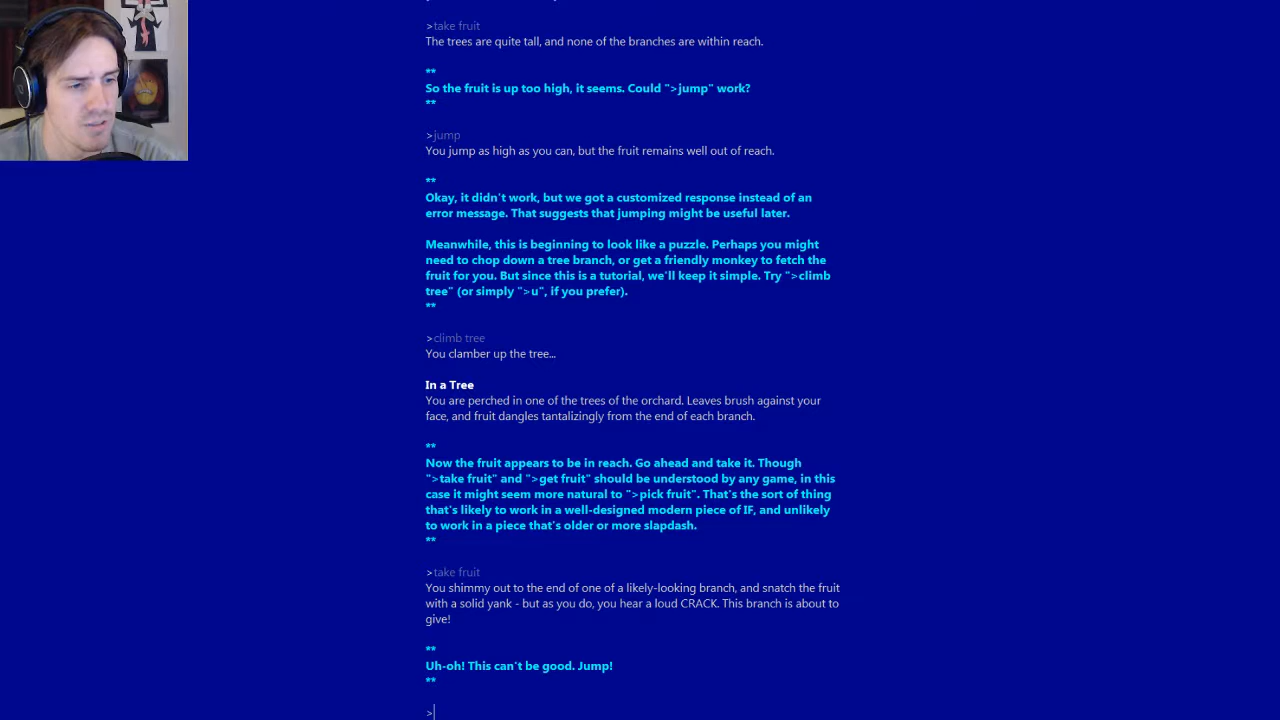 >take fruit
The trees are quite tall, and none of the branches are within reach.
**
So the fruit is up too high, it seems. Could ">jump" work?
**
>jump
You jump as high as you can, but the fruit remains well out of reach.
**
Okay, it didn't work, but we got a customized response instead of an
error message. That suggests that jumping might be useful later.
Meanwhile, this is beginning to look like a puzzle. Perhaps you might
need to chop down a tree branch, or get a friendly monkey to fetch the
fruit for you. But since this is a tutorial, we'll keep it simple. Try ">climb
tree" (or simply ">u", if you prefer).
**
>climb tree
You clamber up the tree...
In a Tree
You are perched in one of the trees of the orchard. Leaves brush against your
face, and fruit dangles tantalizingly from the end of each branch.
**
Now the fruit appears to be in reach. Go ahead and take it. Though
">take fruit" and ">get fruit" should be understood by any game, in this
case it might seem more natural to ">pick fruit". That's the sort of thing
that's likely to work in a well-designed modern piece of IF, and unlikely
to work in a piece that's older or more slapdash.
**
>take fruit
You shimmy out to the end of one of a likely-looking branch, and snatch the fruit
with a solid yank - but as you do, you hear a loud CRACK. This branch is about to
give!
**
Uh-oh! This can't be good. Jump!
**
>